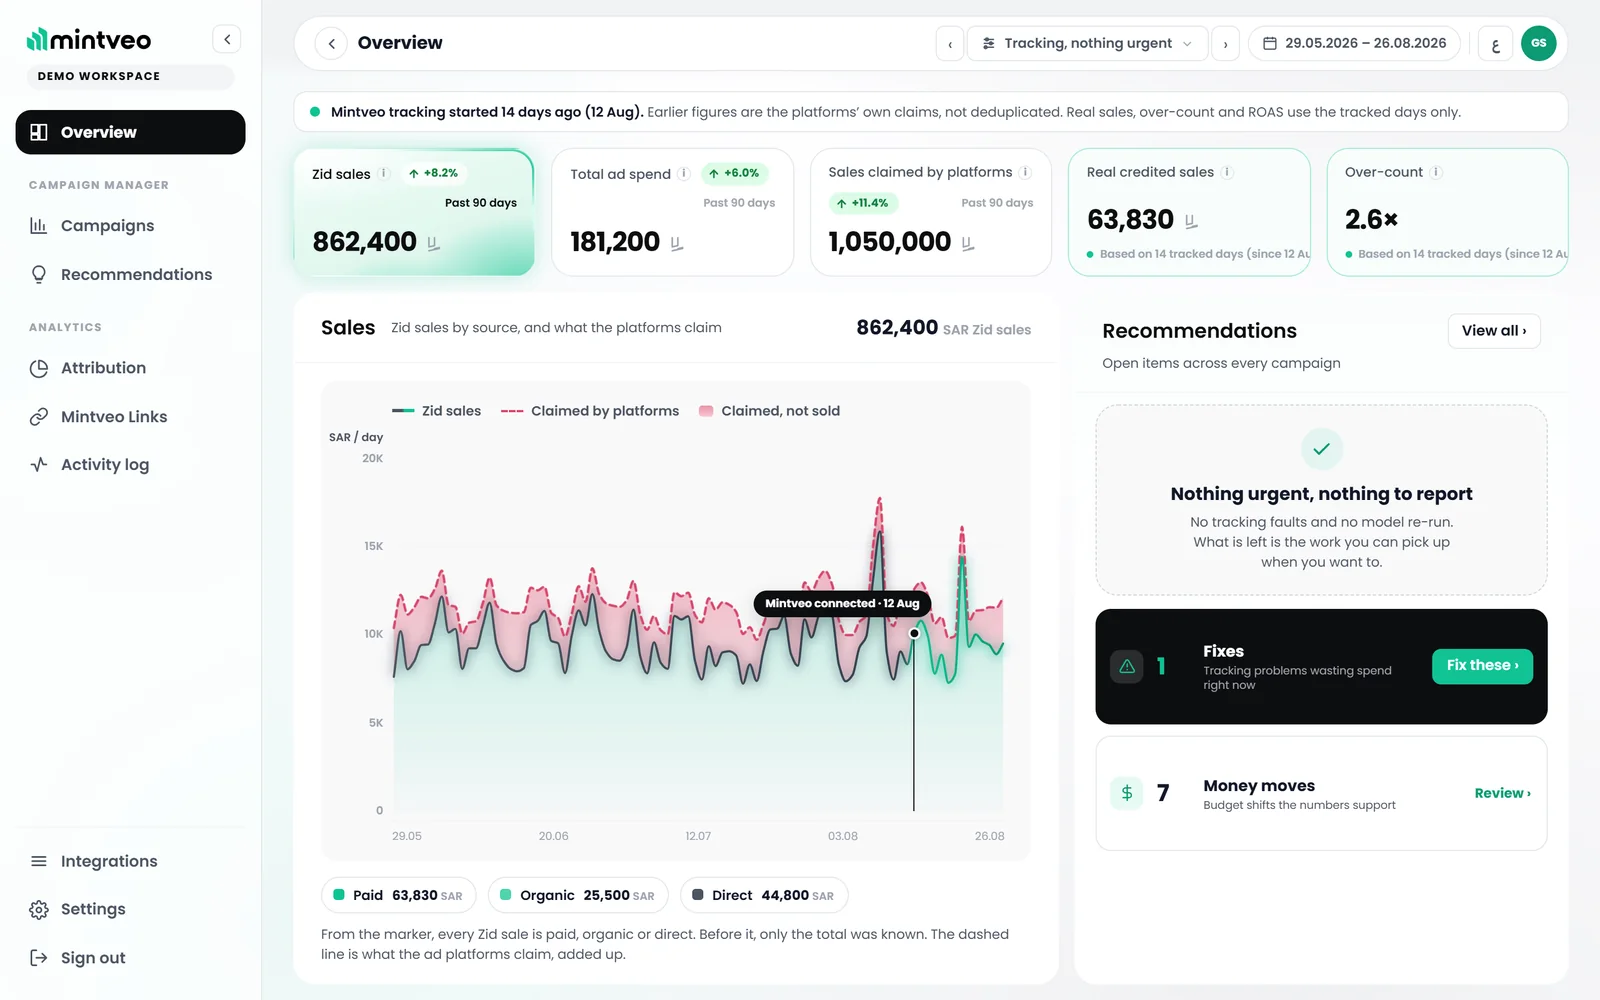 mintveo
DEMO WORKSPACE
Overview
CAMPAIGN MANAGER
Campaigns
Recommendations
ANALYTICS
Attribution
Mintveo Links
Activity log
Integrations
Settings
Sign out
Overview
Tracking, nothing urgent
29.05.2026 – 26.08.2026
ع
GS
Mintveo tracking started 14 days ago (12 Aug). Earlier figures are the platforms’ own claims, not deduplicated. Real sales, over-count and ROAS use the tracked days only.
Zid sales
+8.2%
Past 90 days
862,400
Total ad spend
+6.0%
Past 90 days
181,200
Sales claimed by platforms
+11.4%
Past 90 days
1,050,000
Real credited sales
63,830
Based on 14 tracked days (since 12 Au
Over-count
2.6×
Based on 14 tracked days (since 12 Au
Sales
Zid sales by source, and what the platforms claim
862,400 SAR Zid sales
Zid sales
Claimed by platforms
Claimed, not sold
SAR / day
20K
15K
10K
5K
0
Mintveo connected · 12 Aug
29.05
20.06
12.07
03.08
26.08
Paid 63,830 SAR
Organic 25,500 SAR
Direct 44,800 SAR
From the marker, every Zid sale is paid, organic or direct. Before it, only the total was known. The dashed
line is what the ad platforms claim, added up.
Recommendations
View all ›
Open items across every campaign
Nothing urgent, nothing to report
No tracking faults and no model re-run.
What is left is the work you can pick up
when you want to.
1
Fixes
Tracking problems wasting spend
right now
Fix these ›
7
Money moves
Budget shifts the numbers support
Review ›